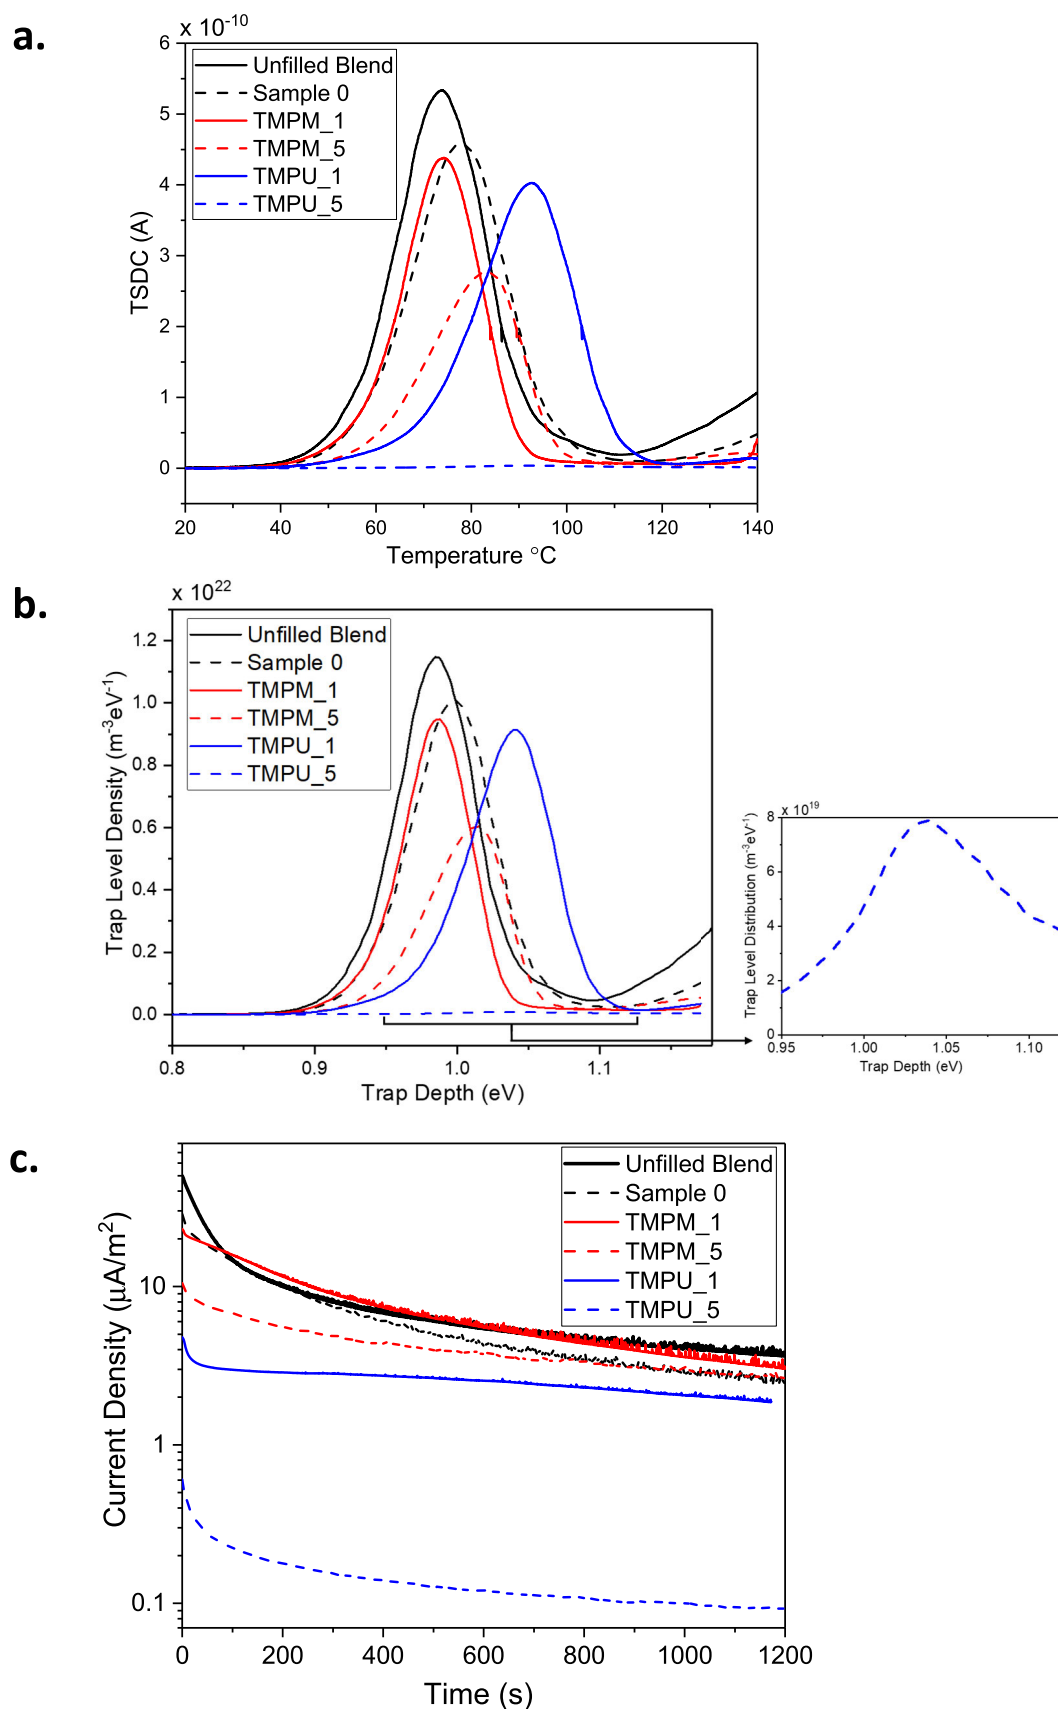 a.
x 10⁻¹⁰
6
5
4
3
2
1
0
TSDC (A)
Unfilled Blend
Sample 0
TMPM_1
TMPM_5
TMPU_1
TMPU_5
20 40 60 80 100 120 140
Temperature °C
b.
x 10²²
1.2
1.0
0.8
0.6
0.4
0.2
0.0
Trap Level Density (m⁻³eV⁻¹)
Unfilled Blend
Sample 0
TMPM_1
TMPM_5
TMPU_1
TMPU_5
0.8 0.9 1.0 1.1
Trap Depth (eV)
x 10¹⁹
8
6
4
2
0
Trap Level Distribution (m⁻³eV⁻¹)
0.95 1.00 1.05 1.10
Trap Depth (eV)
c.
10
1
0.1
Current Density (µA/m²)
Unfilled Blend
Sample 0
TMPM_1
TMPM_5
TMPU_1
TMPU_5
0 200 400 600 800 1000 1200
Time (s)